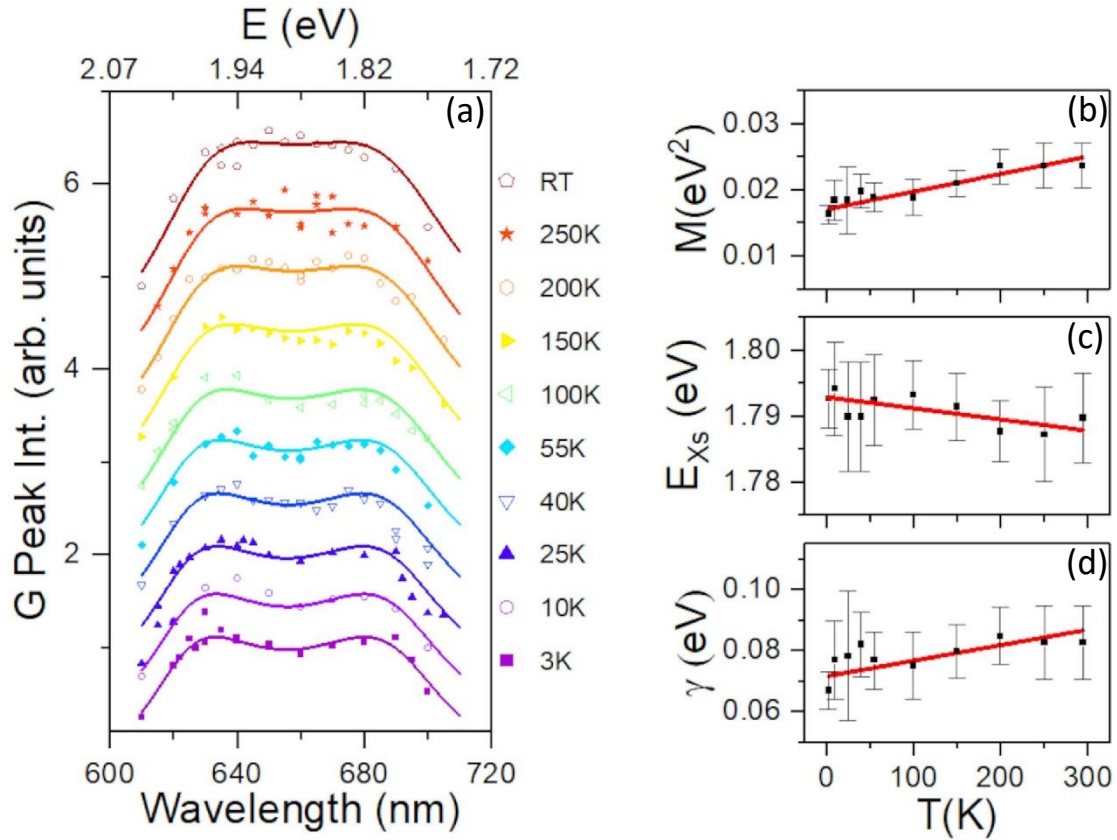 E (eV)
2.07 1.94 1.82 1.72
(a)
G Peak Int. (arb. units)
6
4
2
600 640 680 720
Wavelength (nm)
RT
250K
200K
150K
100K
55K
40K
25K
10K
3K
(b)
M(eV²)
0.03
0.02
0.01
(c)
E_Xs (eV)
1.80
1.79
1.78
(d)
γ (eV)
0.10
0.08
0.06
0 100 200 300
T(K)